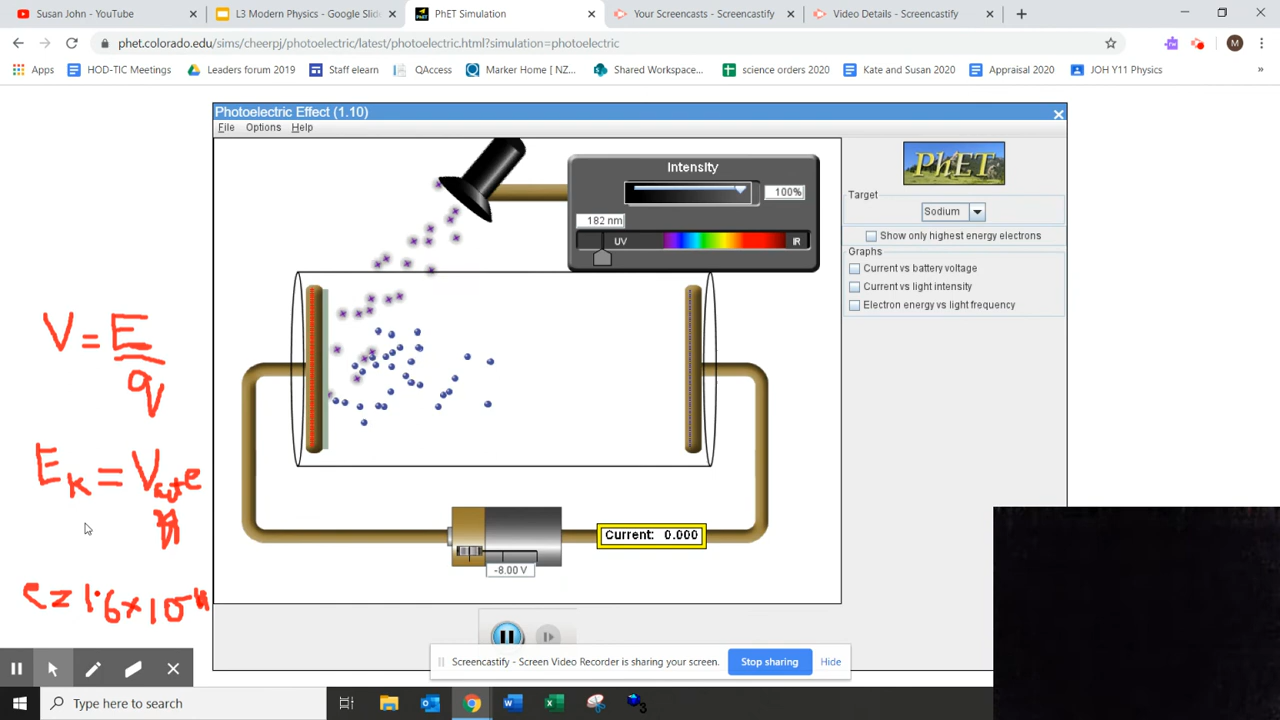 Susan John - YouTube
L3 Modern Physics - Google Slide
PhET Simulation
Your Screencasts - Screencastify
Video Details - Screencastify
phet.colorado.edu/sims/cheerpj/photoelectric/latest/photoelectric.html?simulation=photoelectric
M
Apps
HOD-TIC Meetings
Leaders forum 2019
Staff elearn
QAccess
Marker Home [ NZ...
Shared Workspace...
science orders 2020
Kate and Susan 2020
Appraisal 2020
JOH Y11 Physics
»
Photoelectric Effect (1.10)
File Options Help
Intensity
100%
182 nm
UV
IR
PhET
Target
Sodium
Show only highest energy electrons
Graphs
Current vs battery voltage
Current vs light intensity
Electron energy vs light frequency
V = E
q
Ek = V e
e = 1.6 × 10
Current: 0.000
-8.00 V
Screencastify - Screen Video Recorder is sharing your screen.
Stop sharing
Hide
Type here to search
3